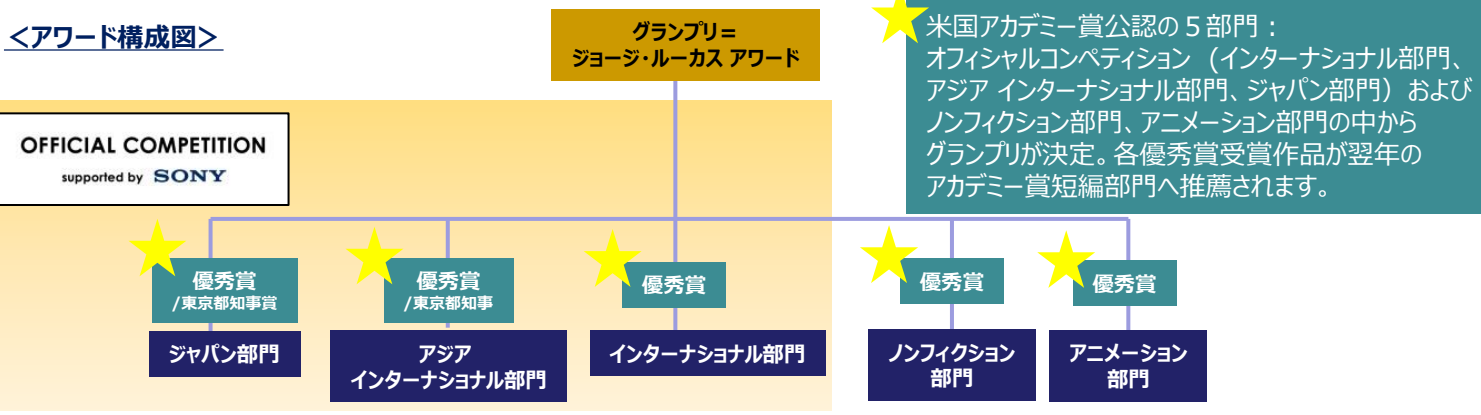 <アワード構成図>
グランプリ=
ジョージ・ルーカス アワード
米国アカデミー賞公認の5部門：
オフィシャルコンペティション（インターナショナル部門、
アジア インターナショナル部門、ジャパン部門）および
ノンフィクション部門、アニメーション部門の中から
グランプリが決定。各優秀賞受賞作品が翌年の
アカデミー賞短編部門へ推薦されます。
OFFICIAL COMPETITION
supported by SONY
優秀賞
/東京都知事賞
優秀賞
/東京都知事
優秀賞
優秀賞
優秀賞
ジャパン部門
アジア
インターナショナル部門
インターナショナル部門
ノンフィクション
部門
アニメーション
部門